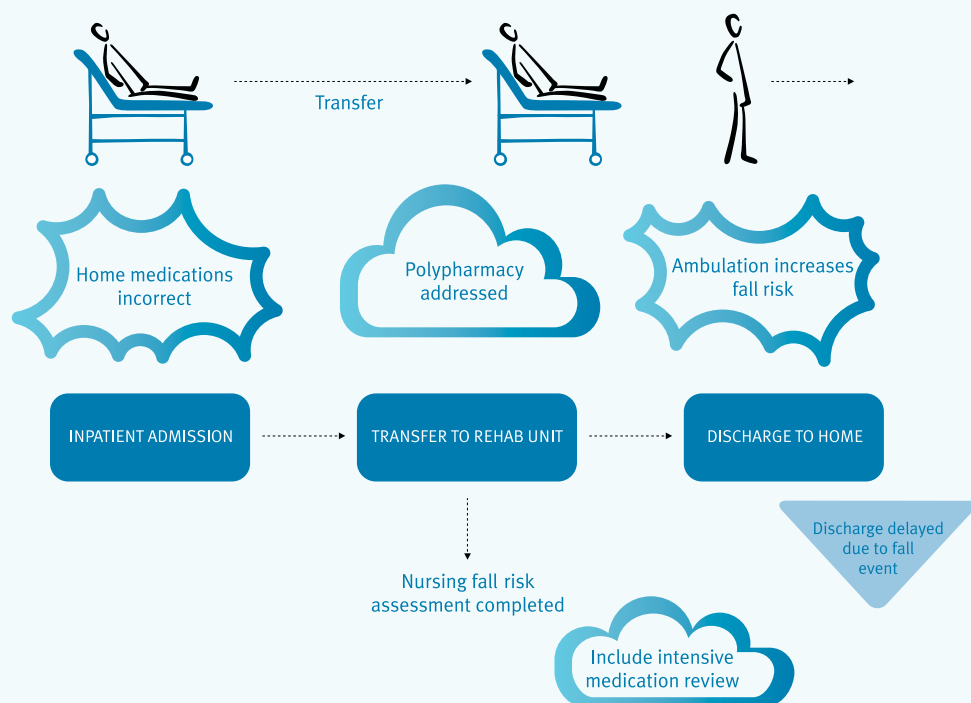 Transfer
Home medications
incorrect
Polypharmacy
addressed
Ambulation increases
fall risk
INPATIENT ADMISSION
TRANSFER TO REHAB UNIT
DISCHARGE TO HOME
Discharge delayed
due to fall
event
Nursing fall risk
assessment completed
Include intensive
medication review